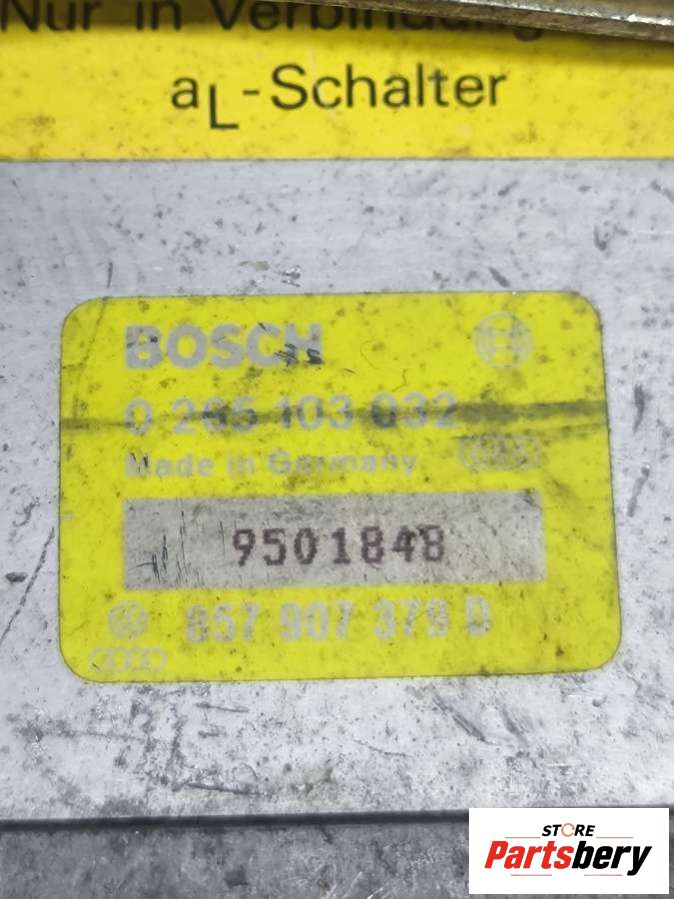 Nur in Verbindung
aL-Schalter
BOSCH
0 265 103 032
Made in Germany
9501848
857 907 379 D
STORE
Partsbery